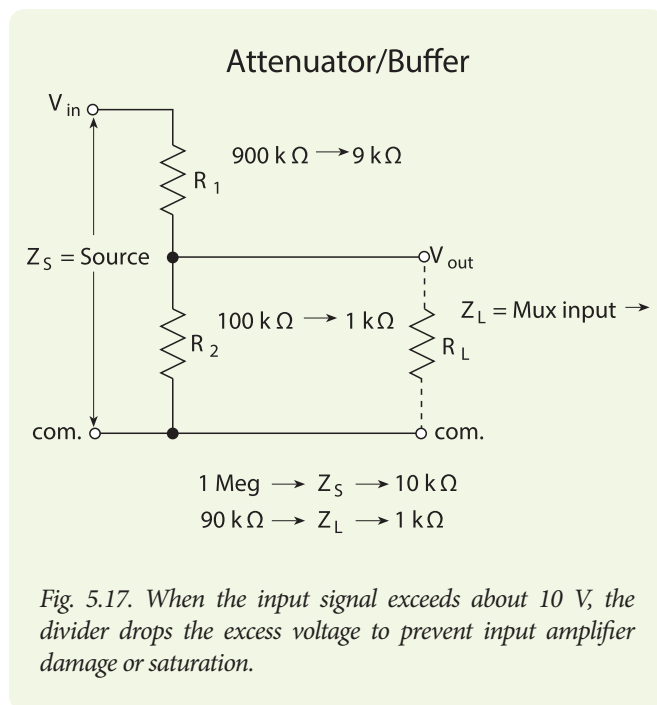 Attenuator/Buffer
V in
900 k Ω → 9 k Ω
R 1
Z S = Source
V out
Z L = Mux input →
100 k Ω → 1 k Ω
R 2
R L
com.
com.
1 Meg → Z S → 10 k Ω
90 k Ω → Z L → 1 k Ω
Fig. 5.17. When the input signal exceeds about 10 V, the
divider drops the excess voltage to prevent input amplifier
damage or saturation.